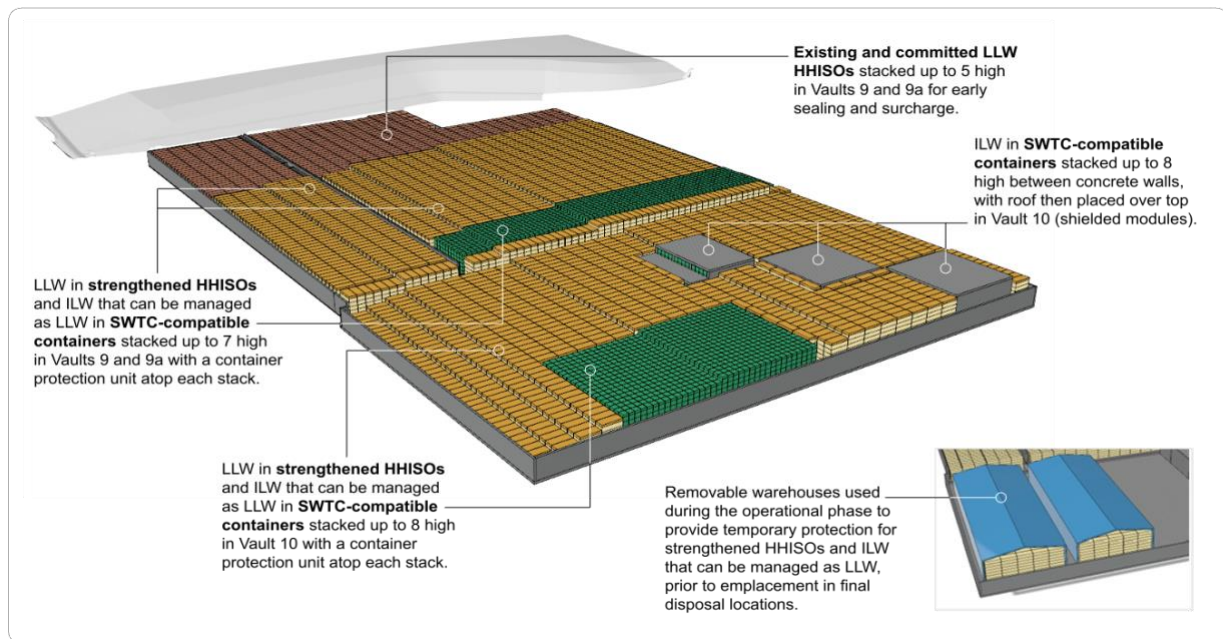 Existing and committed LLW
HHISOs stacked up to 5 high
in Vaults 9 and 9a for early
sealing and surcharge.
ILW in SWTC-compatible
containers stacked up to 8
high between concrete walls,
with roof then placed over top
in Vault 10 (shielded modules).
LLW in strengthened HHISOs
and ILW that can be managed
as LLW in SWTC-compatible
containers stacked up to 7 high
in Vaults 9 and 9a with a container
protection unit atop each stack.
LLW in strengthened HHISOs
and ILW that can be managed
as LLW in SWTC-compatible
containers stacked up to 8 high
in Vault 10 with a container
protection unit atop each stack.
Removable warehouses used
during the operational phase to
provide temporary protection for
strengthened HHISOs and ILW
that can be managed as LLW,
prior to emplacement in final
disposal locations.